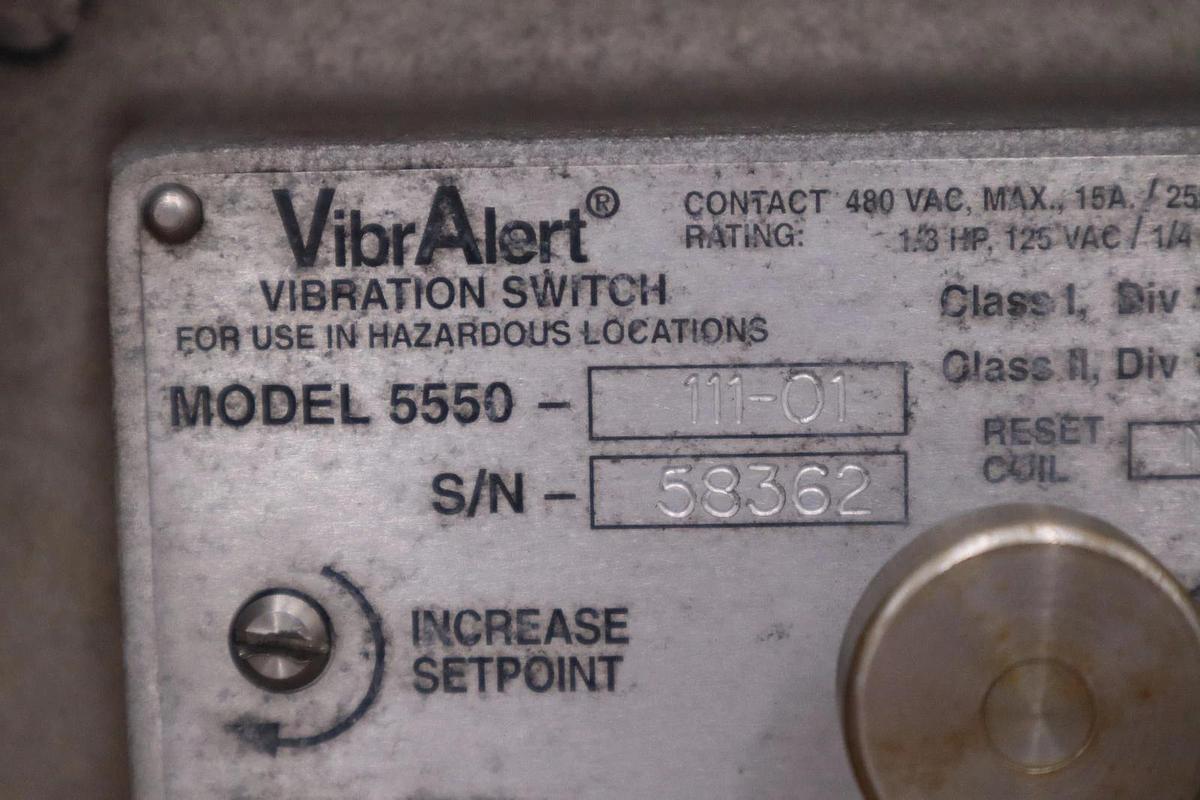 VibrAlert®
VIBRATION SWITCH
FOR USE IN HAZARDOUS LOCATIONS
MODEL 5550 – 111-01
S/N – 58362
INCREASE
SETPOINT
CONTACT 480 VAC, MAX., 15A. / 25
RATING: 1/3 HP, 125 VAC / 1/4
Class I, Div
Class II, Div
RESET
COIL